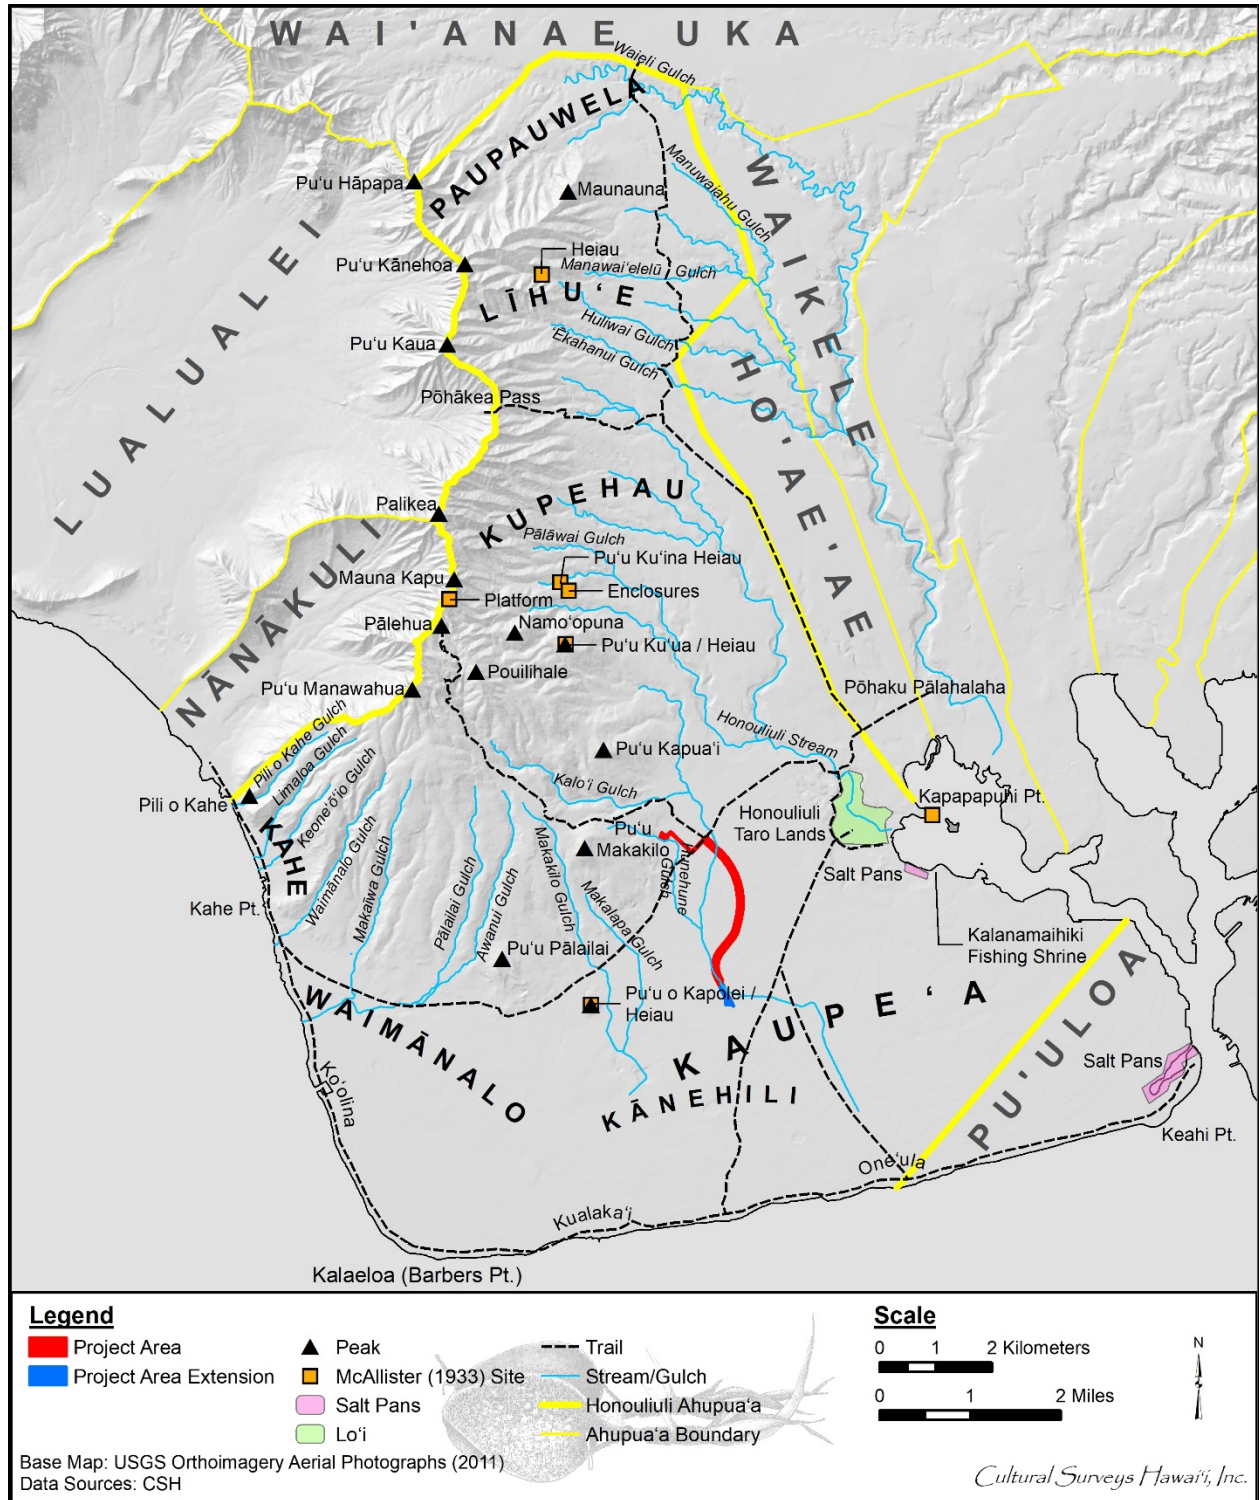 WAI'ANAE UKA
Waieli Gulch
PAUPAUWELA
Pu‘u Hāpapa
Maunauna
Manuwaiahu Gulch
WAIKELE
LUALUALEI
Pu‘u Kānehoa
Heiau
Manawai‘elelū Gulch
LĪHU‘E
Huliwai Gulch
Pu‘u Kaua
‘Ēkahanui Gulch
HO'AE'AE
Pōhākea Pass
KUPEHAU
Palikea
Pālāwai Gulch
NĀNĀKULI
Pu‘u Ku‘ina Heiau
Mauna Kapu
Enclosures
Platform
Pālehua
Namo‘opuna
Pu‘u Ku‘ua / Heiau
Pouilihale
Pu‘u Manawahua
Pōhaku Pālahalaha
Honouliuli Stream
Pu‘u Kapua‘i
Pili o Kahe Gulch
Limaloa Gulch
Keone‘ō‘io Gulch
Pili o Kahe
Kalo‘i Gulch
Kapapapuhi Pt.
Honouliuli
Taro Lands
KAHE
Waimānalo Gulch
Makaīwa Gulch
Pālailai Gulch
Awanui Gulch
Makakilo Gulch
Pu‘u
Makakilo
Hunehune
Gulch
Makalapa Gulch
Salt Pans
Kahe Pt.
Kalanamaihiki
Fishing Shrine
Pu‘u Pālailai
Pu‘u o Kapolei /
Heiau
WAIMĀNALO
KAUPE‘A
PU'ULOA
Ko‘olina
KĀNEHILI
Salt Pans
Keahi Pt.
One‘ula
Kualaka‘i
Kalaeloa (Barbers Pt.)
Legend
Project Area
Project Area Extension
Peak
McAllister (1933) Site
Salt Pans
Lo‘i
Trail
Stream/Gulch
Honouliuli Ahupua‘a
Ahupua‘a Boundary
Scale
0 1 2 Kilometers
0 1 2 Miles
N
Base Map: USGS Orthoimagery Aerial Photographs (2011)
Data Sources: CSH
Cultural Surveys Hawai‘i, Inc.